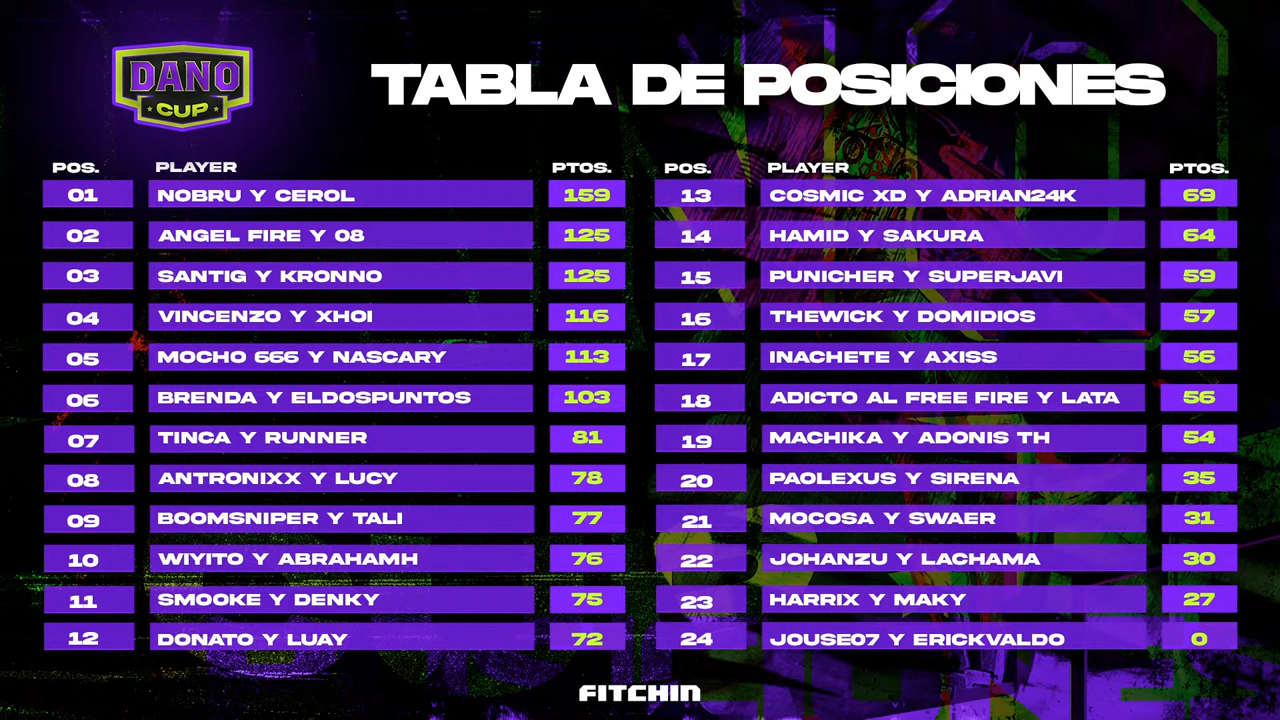 DANO
CUP
TABLA DE POSICIONES
POS. PLAYER PTOS.
01 NOBRU Y CEROL 159
02 ANGEL FIRE Y 08 125
03 SANTIG Y KRONNO 125
04 VINCENZO Y XHOI 116
05 MOCHO 666 Y NASCARY 113
06 BRENDA Y ELDOSPUNTOS 103
07 TINCA Y RUNNER 81
08 ANTRONIXX Y LUCY 78
09 BOOMSNIPER Y TALI 77
10 WIYITO Y ABRAHAMH 76
11 SMOOKE Y DENKY 75
12 DONATO Y LUAY 72
POS. PLAYER PTOS.
13 COSMIC XD Y ADRIAN24K 69
14 HAMID Y SAKURA 64
15 PUNICHER Y SUPERJAVI 59
16 THEWICK Y DOMIDIOS 57
17 INACHETE Y AXISS 56
18 ADICTO AL FREE FIRE Y LATA 56
19 MACHIKA Y ADONIS TH 54
20 PAOLEXUS Y SIRENA 35
21 MOCOSA Y SWAER 31
22 JOHANZU Y LACHAMA 30
23 HARRIX Y MAKY 27
24 JOUSE07 Y ERICKVALDO 0
FITCHIN